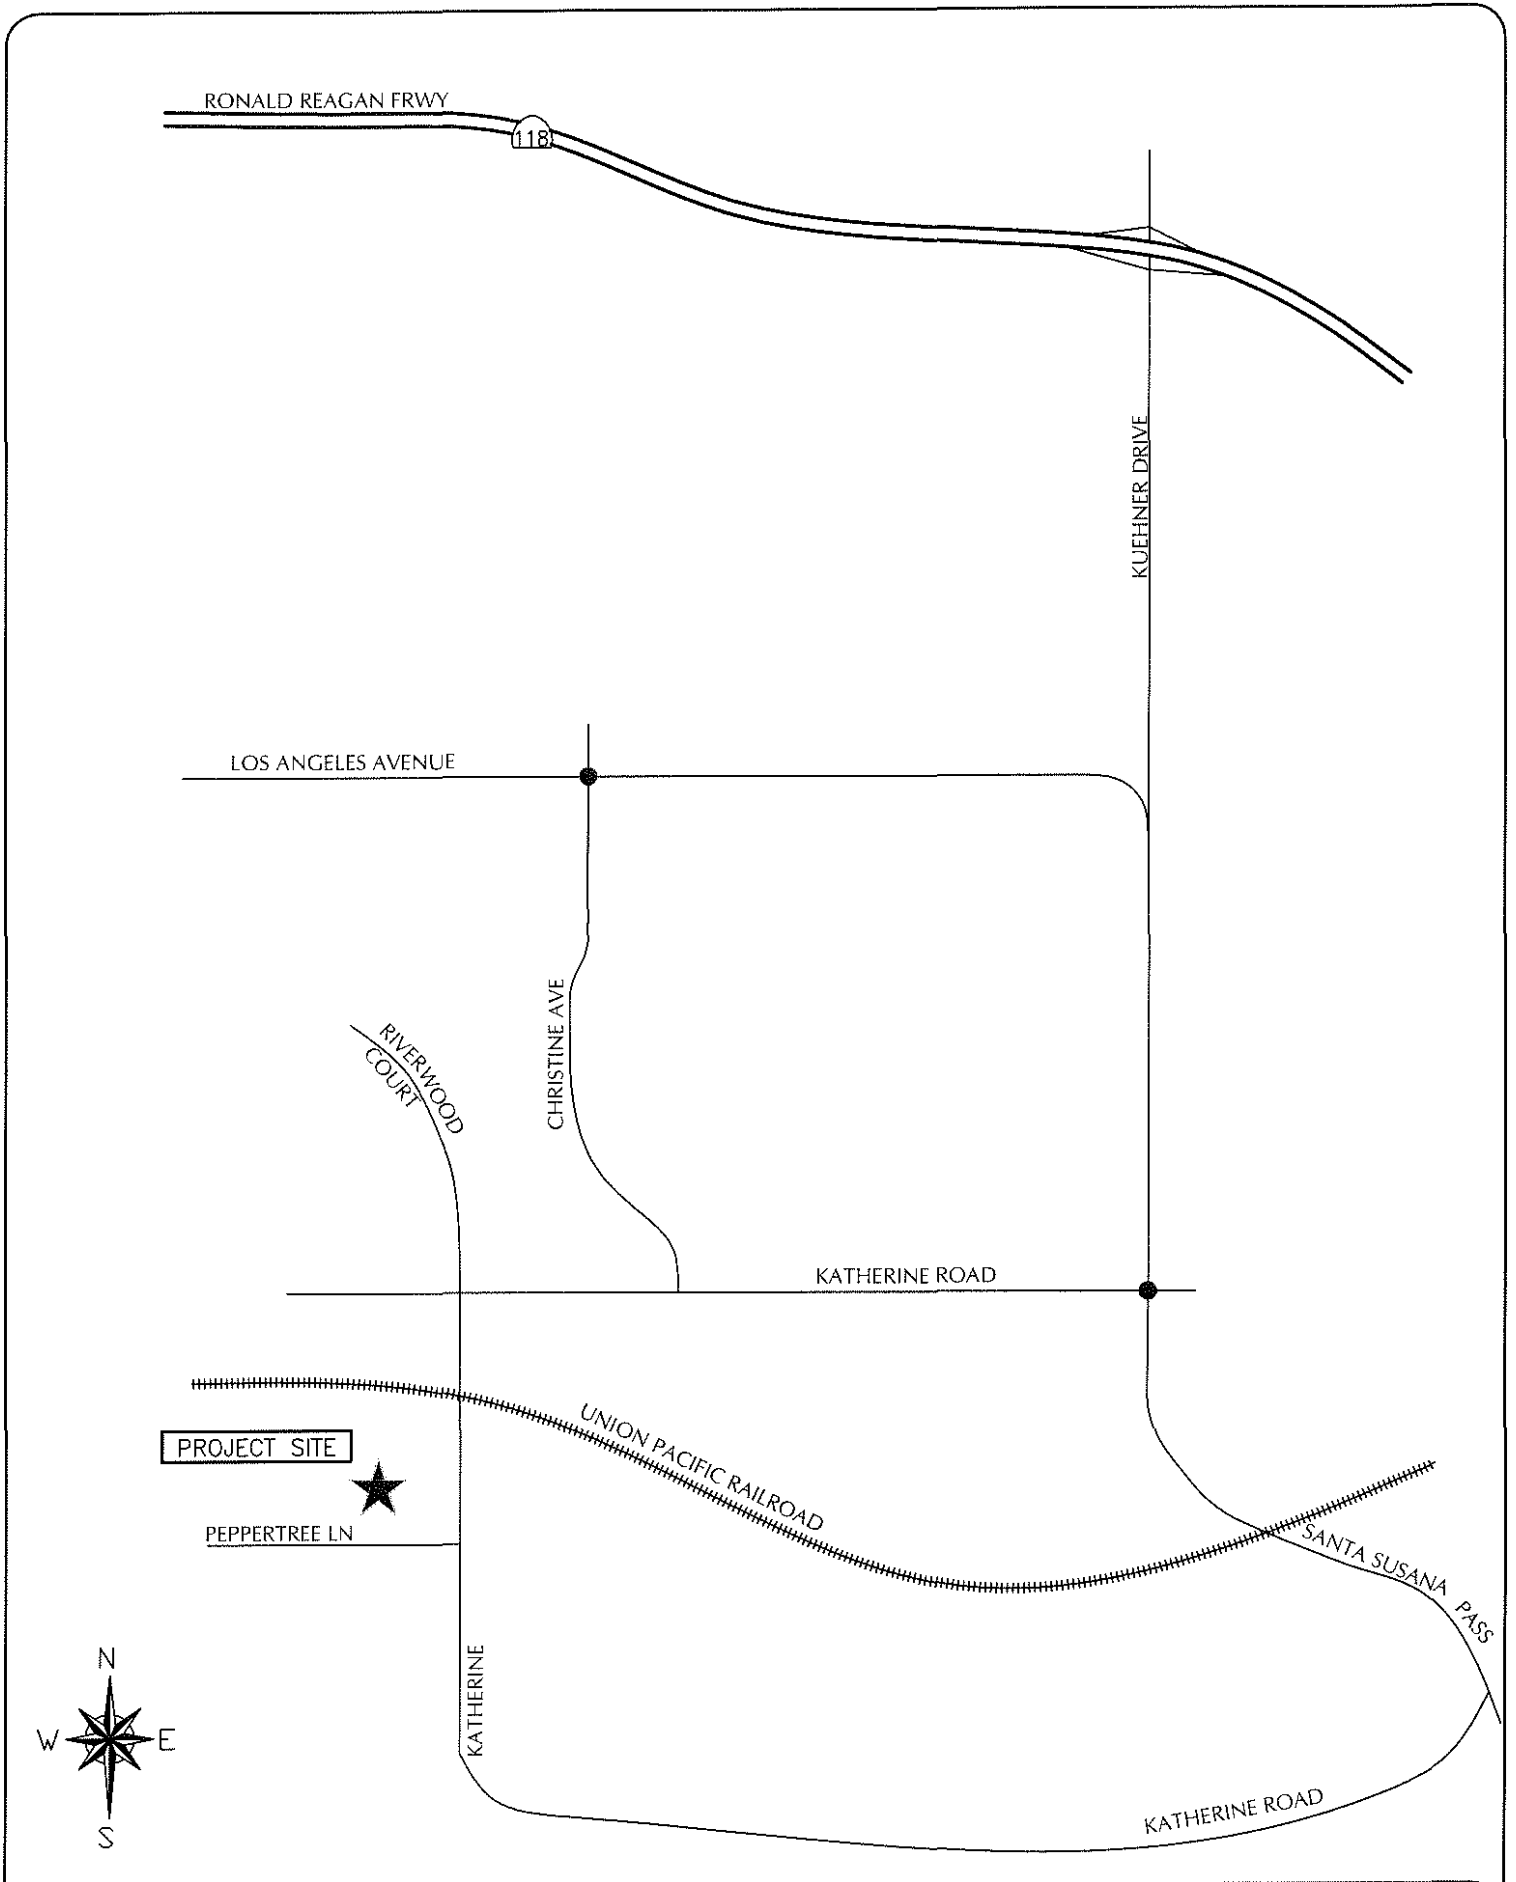 RONALD REAGAN FRWY
118
KUEHNER DRIVE
LOS ANGELES AVENUE
CHRISTINE AVE
RIVERWOOD
COURT
KATHERINE ROAD
UNION PACIFIC RAILROAD
PROJECT SITE
PEPPERTREE LN
SANTA SUSANA PASS
KATHERINE
N
W E
S
KATHERINE ROAD